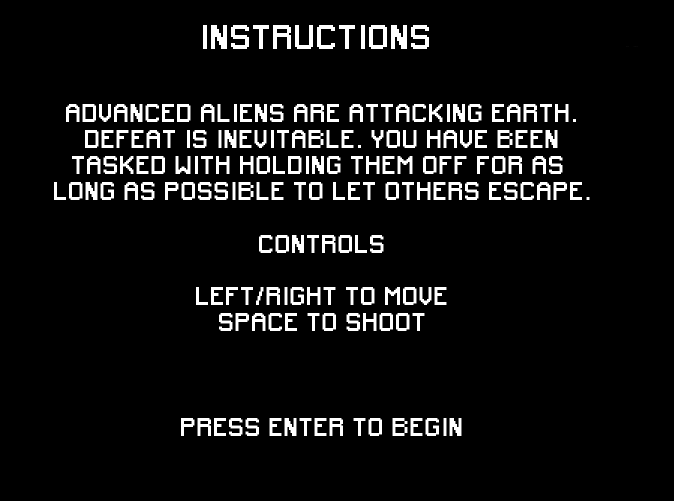 INSTRUCTIONS
ADVANCED ALIENS ARE ATTACKING EARTH.
DEFEAT IS INEVITABLE. YOU HAVE BEEN
TASKED WITH HOLDING THEM OFF FOR AS
LONG AS POSSIBLE TO LET OTHERS ESCAPE.
CONTROLS
LEFT/RIGHT TO MOVE
SPACE TO SHOOT
PRESS ENTER TO BEGIN